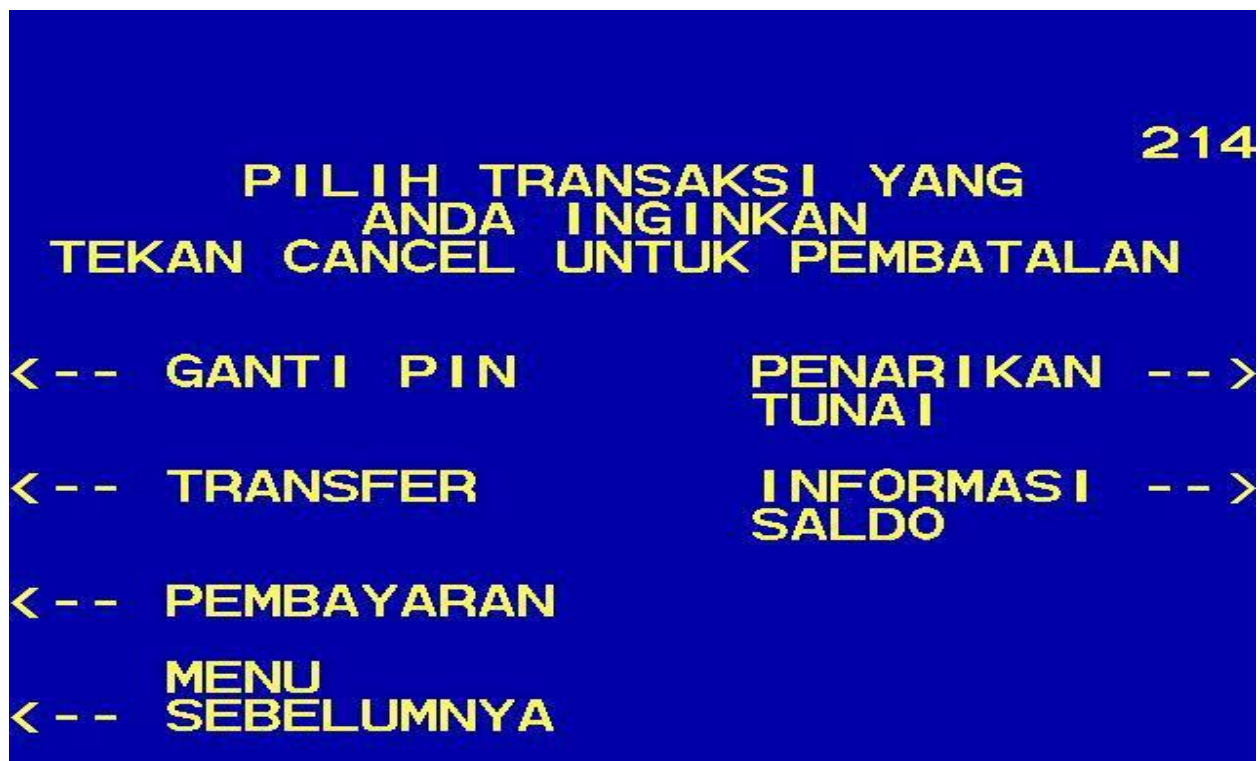 214
PILIH TRANSAKSI YANG
ANDA INGINKAN
TEKAN CANCEL UNTUK PEMBATALAN
<-- GANTI PIN
PENARIKAN -->
TUNAI
<-- TRANSFER
INFORMASI -->
SALDO
<-- PEMBAYARAN
MENU
<-- SEBELUMNYA